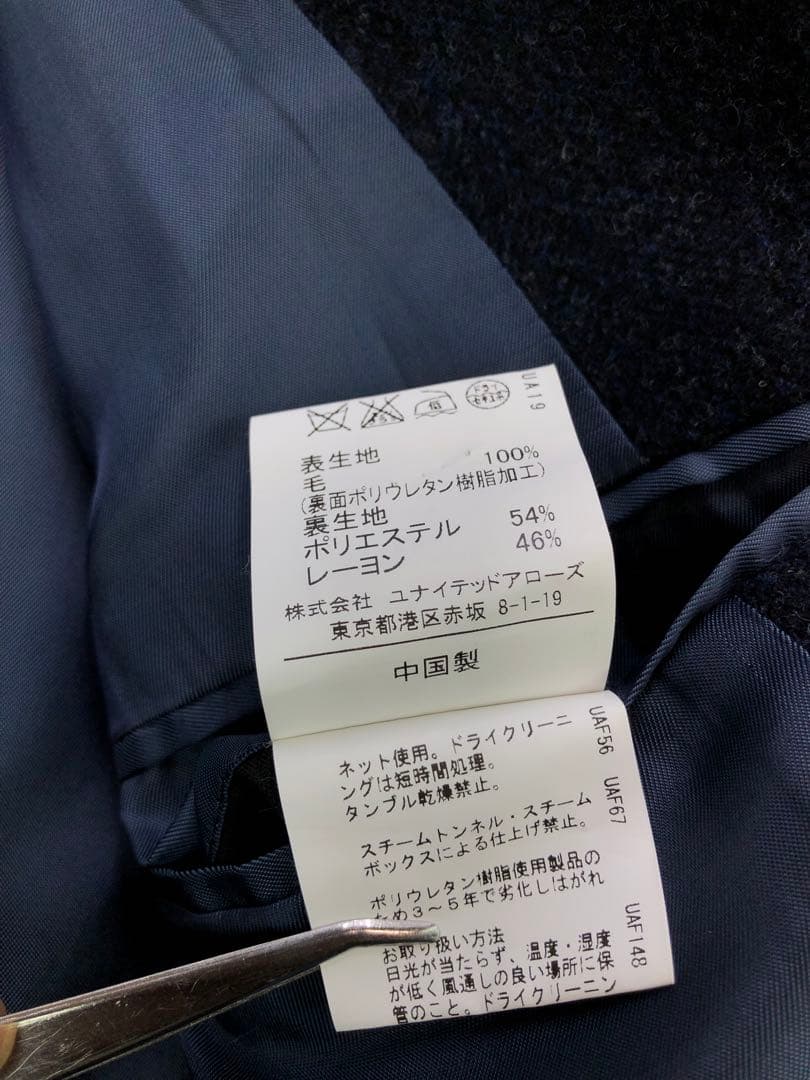 UA19
ドライ
セキユ系
低
表生地
毛 100%
(裏面ポリウレタン樹脂加工)
裏生地
ポリエステル 54%
レーヨン 46%
株式会社 ユナイテッドアローズ
東京都港区赤坂 8-1-19
中国製
UAF56 UAF67 UAF148
ネット使用。ドライクリーニ
ングは短時間処理。
タンブル乾燥禁止。
スチームトンネル・スチーム
ボックスによる仕上げ禁止。
ポリウレタン樹脂使用製品の
ため3~5年で劣化しはがれ
お取り扱い方法
日光が当たらず、温度・湿度
が低く風通しの良い場所に保
管のこと。ドライクリーニン